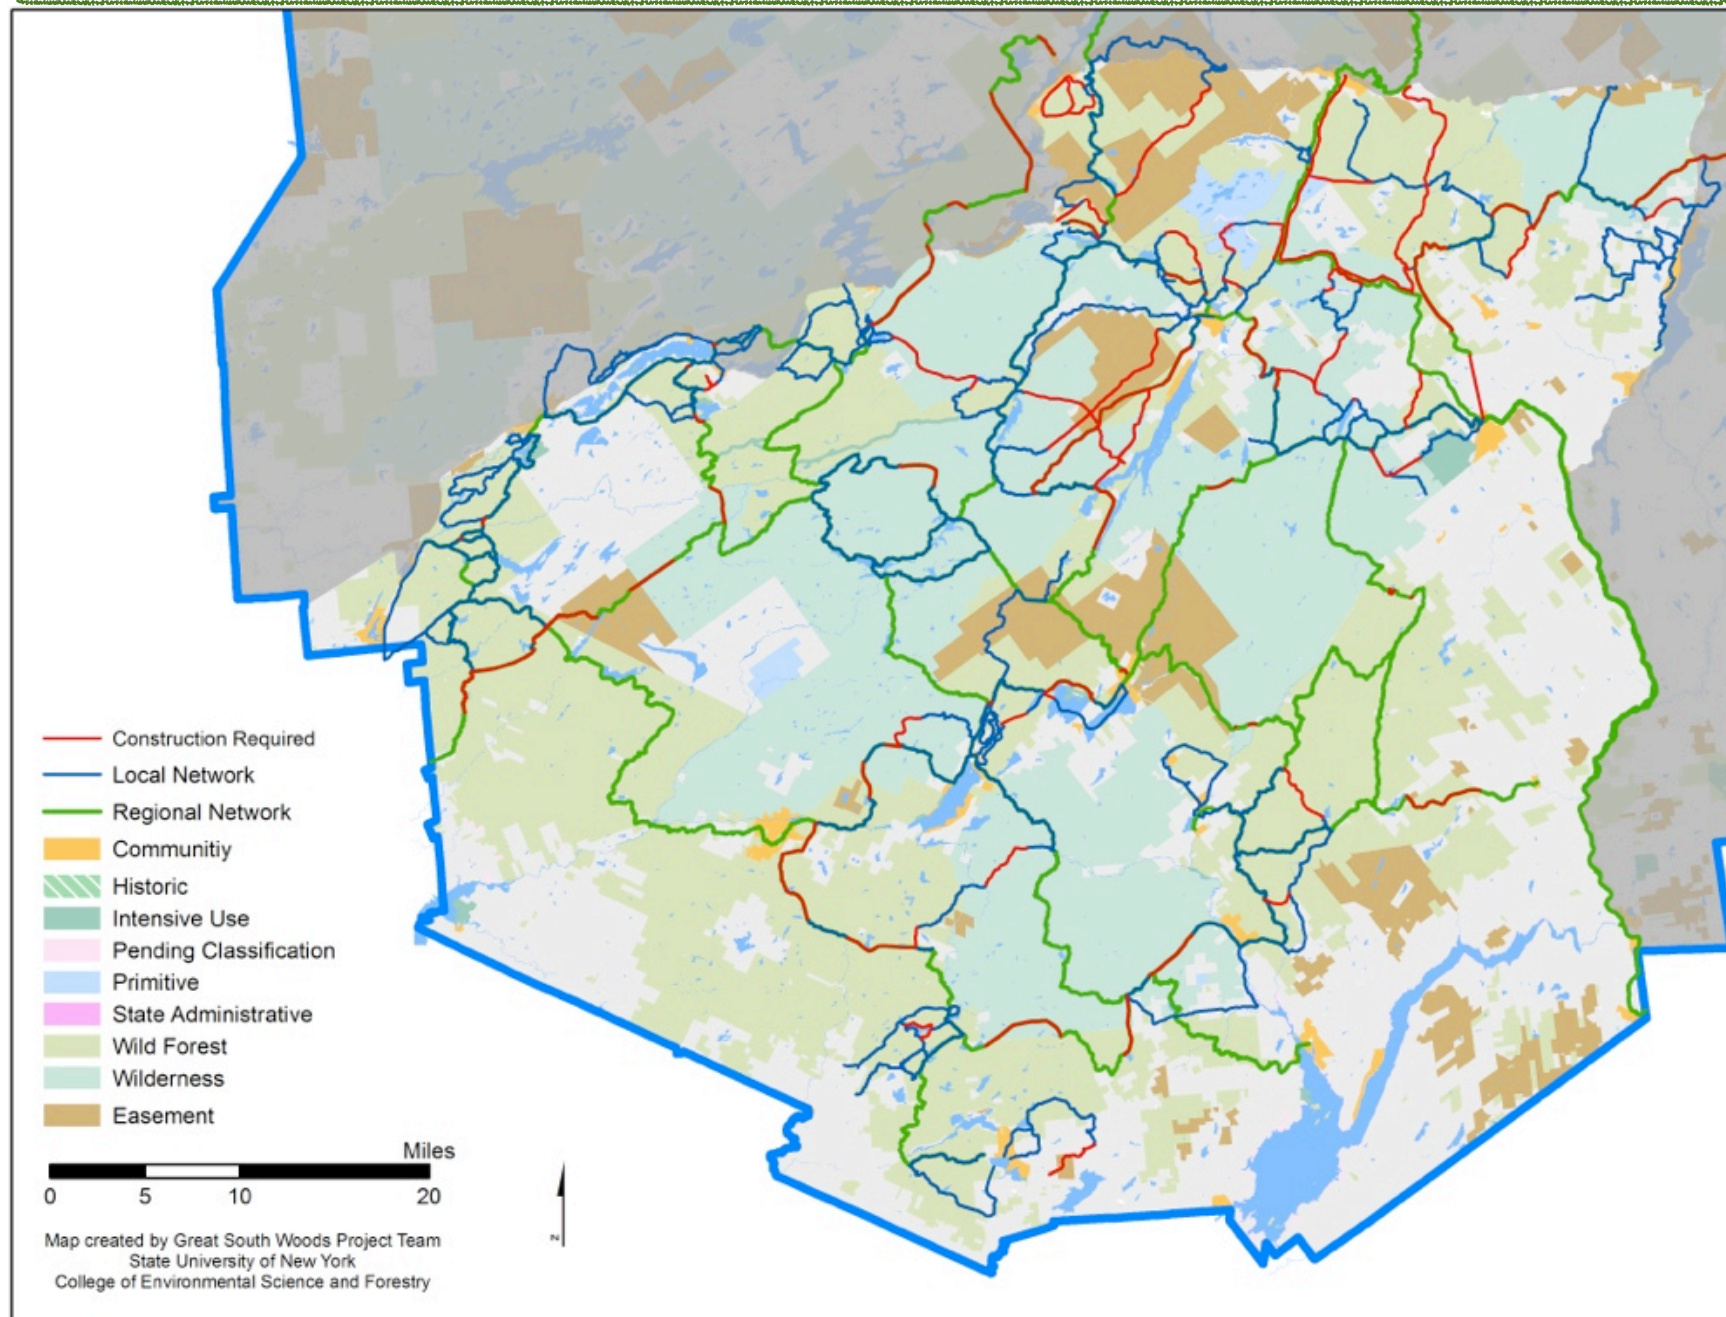 Construction Required
Local Network
Regional Network
Communitiy
Historic
Intensive Use
Pending Classification
Primitive
State Administrative
Wild Forest
Wilderness
Easement
Miles
0 5 10 20
Map created by Great South Woods Project Team
State University of New York
College of Environmental Science and Forestry
N